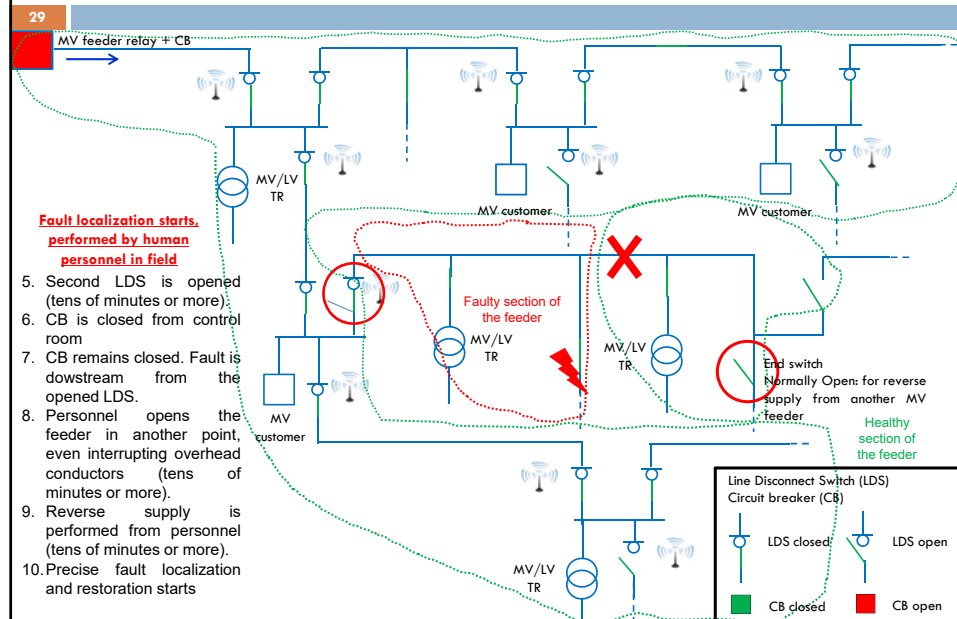 29
MV feeder relay + CB
MV/LV
TR
MV customer
MV customer
Fault localization starts,
performed by human
personnel in field
5. Second LDS is opened
(tens of minutes or more).
6. CB is closed from control
room
7. CB remains closed. Fault is
dowstream from the
opened LDS.
8. Personnel opens the
feeder in another point,
even interrupting overhead
conductors (tens of
minutes or more).
9. Reverse supply is
performed from personnel
(tens of minutes or more).
10. Precise fault localization
and restoration starts
Faulty section of
the feeder
MV/LV
TR
MV/LV
TR
End switch
Normally Open: for reverse
supply from another MV
feeder
MV
customer
Healthy
section of
the feeder
MV/LV
TR
Line Disconnect Switch (LDS)
Circuit breaker (CB)
LDS closed
LDS open
CB closed
CB open